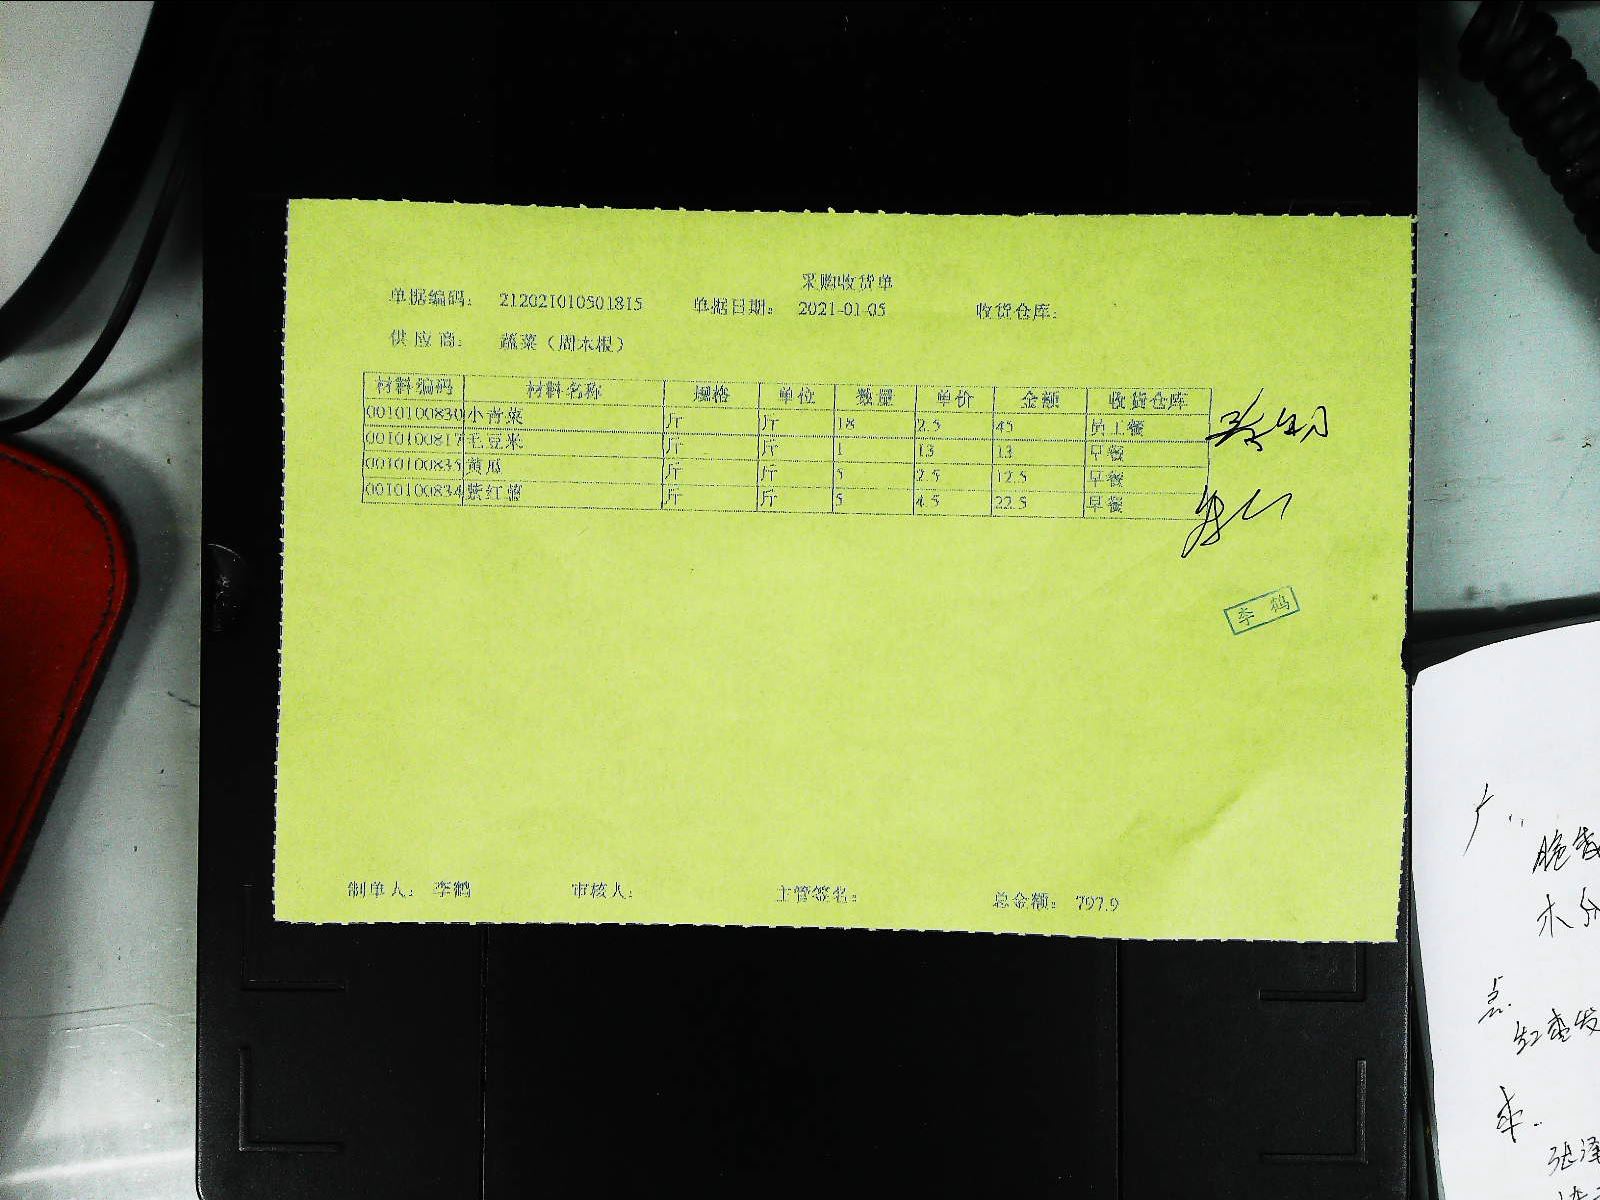 采购收货单
单据编码： 212021010501815 单据日期： 2021-01-05 收货仓库：
供 应 商： 蔬菜（周木根）
材料编码 材料名称 规格 单位 数量 单价 金额 收货仓库
0010100830 小青菜 斤 斤 18 2.5 45 员工餐
0010100817 毛豆米 斤 斤 1 13 13 早餐
0010100835 黄瓜 斤 斤 5 2.5 12.5 早餐
0010100834 紫红薯 斤 斤 5 4.5 22.5 早餐
李 鹤
制单人： 李鹤 审核人： 主管签名： 总金额： 797.9
木
红枣发